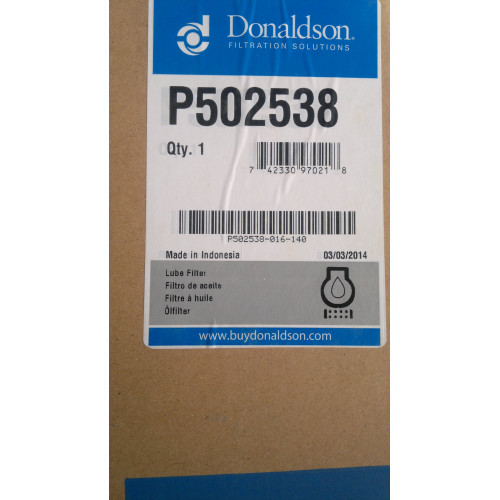 Donaldson®
FILTRATION SOLUTIONS
P502538
Qty. 1
7 42330 97021 8
P502538-016-140
Made in Indonesia 03/03/2014
Lube Filter
Filtro de aceite
Filtre à huile
Ölfilter
www.buydonaldson.com